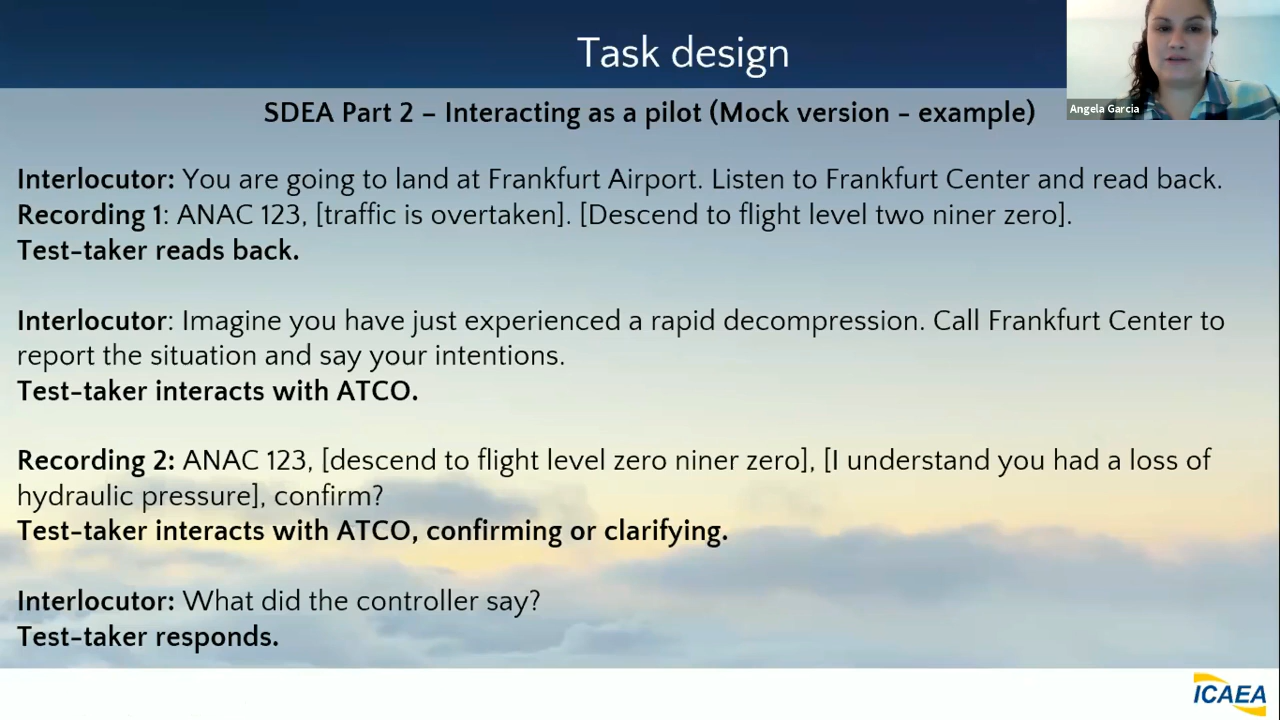 Task design
Angela Garcia
SDEA Part 2 – Interacting as a pilot (Mock version - example)
Interlocutor: You are going to land at Frankfurt Airport. Listen to Frankfurt Center and read back.
Recording 1: ANAC 123, [traffic is overtaken]. [Descend to flight level two niner zero].
Test-taker reads back.
Interlocutor: Imagine you have just experienced a rapid decompression. Call Frankfurt Center to
report the situation and say your intentions.
Test-taker interacts with ATCO.
Recording 2: ANAC 123, [descend to flight level zero niner zero], [I understand you had a loss of
hydraulic pressure], confirm?
Test-taker interacts with ATCO, confirming or clarifying.
Interlocutor: What did the controller say?
Test-taker responds.
ICAEA